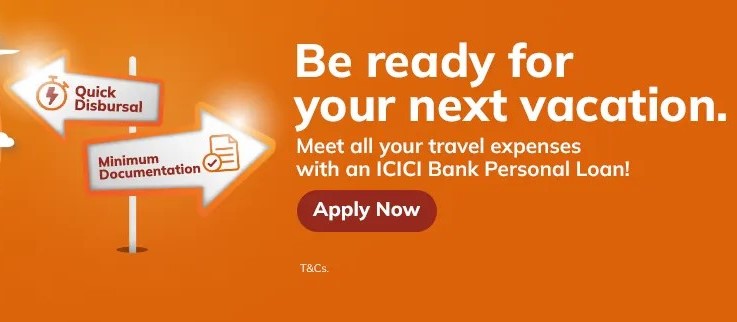 Quick
Disbursal
Minimum
Documentation
Be ready for
your next vacation.
Meet all your travel expenses
with an ICICI Bank Personal Loan!
Apply Now
T&Cs.